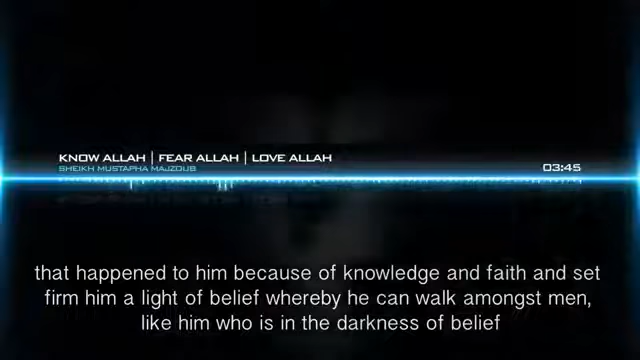 KNOW ALLAH | FEAR ALLAH | LOVE ALLAH
SHEIKH MUSTAPHA MAJZOUB
03:45
that happened to him because of knowledge and faith and set
firm him a light of belief whereby he can walk amongst men,
like him who is in the darkness of belief